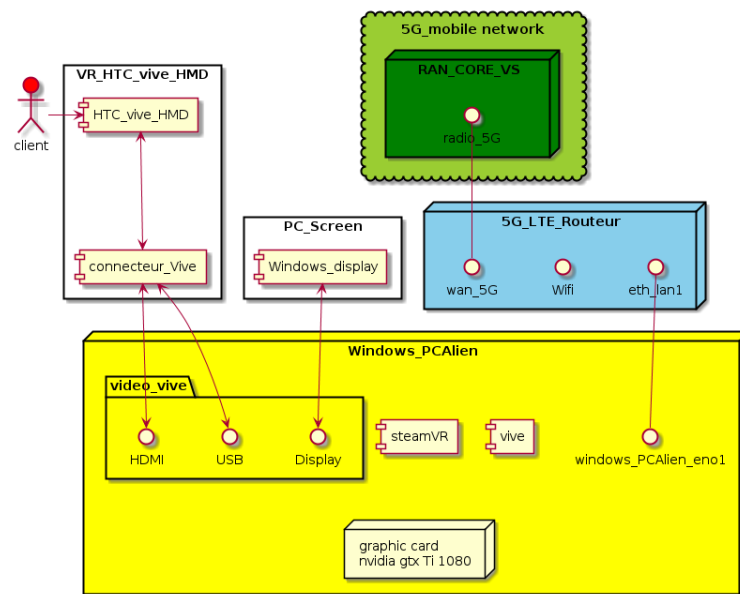 5G_mobile network
RAN_CORE_VS
radio_5G
VR_HTC_vive_HMD
HTC_vive_HMD
client
connecteur_Vive
PC_Screen
Windows_display
5G_LTE_Routeur
wan_5G
Wifi
eth_lan1
Windows_PCAlien
video_vive
HDMI
USB
Display
steamVR
vive
windows_PCAlien_eno1
graphic card
nvidia gtx Ti 1080